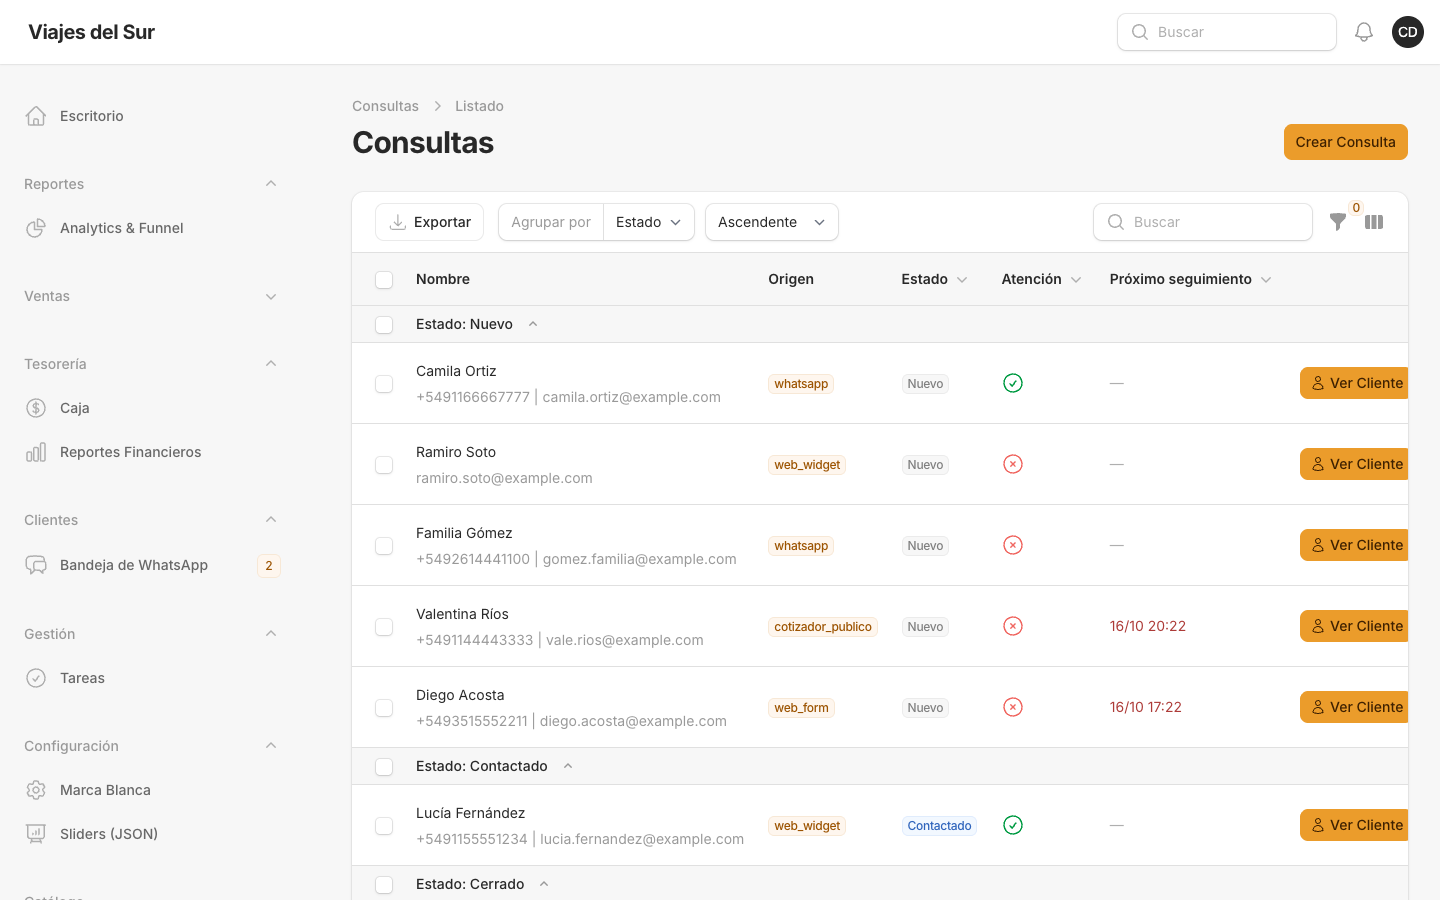 Viajes del Sur
Buscar
CD
Escritorio
Reportes
Analytics & Funnel
Ventas
Tesorería
Caja
Reportes Financieros
Clientes
Bandeja de WhatsApp 2
Gestión
Tareas
Configuración
Marca Blanca
Sliders (JSON)
Consultas > Listado
Consultas
Crear Consulta
Exportar
Agrupar por Estado
Ascendente
Buscar
0
Nombre Origen Estado Atención Próximo seguimiento
Estado: Nuevo
Camila Ortiz
+5491166667777 | camila.ortiz@example.com
whatsapp Nuevo — Ver Cliente
Ramiro Soto
ramiro.soto@example.com
web_widget Nuevo — Ver Cliente
Familia Gómez
+5492614441100 | gomez.familia@example.com
whatsapp Nuevo — Ver Cliente
Valentina Ríos
+5491144443333 | vale.rios@example.com
cotizador_publico Nuevo 16/10 20:22 Ver Cliente
Diego Acosta
+5493515552211 | diego.acosta@example.com
web_form Nuevo 16/10 17:22 Ver Cliente
Estado: Contactado
Lucía Fernández
+5491155551234 | lucia.fernandez@example.com
web_widget Contactado — Ver Cliente
Estado: Cerrado